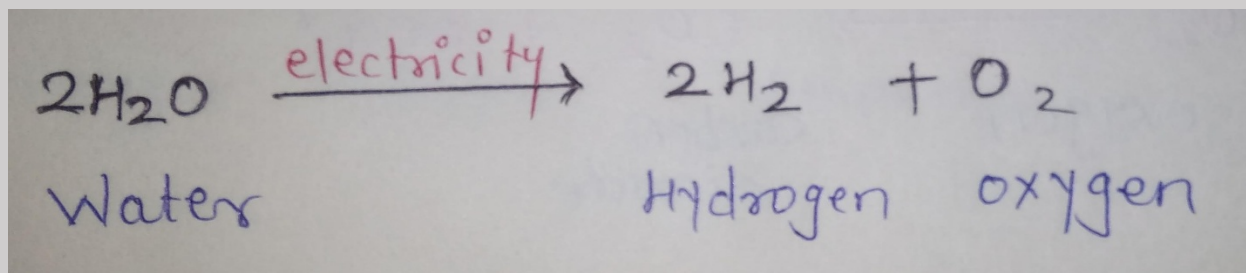 2H₂O electricity → 2H₂ + O₂
Water Hydrogen oxygen